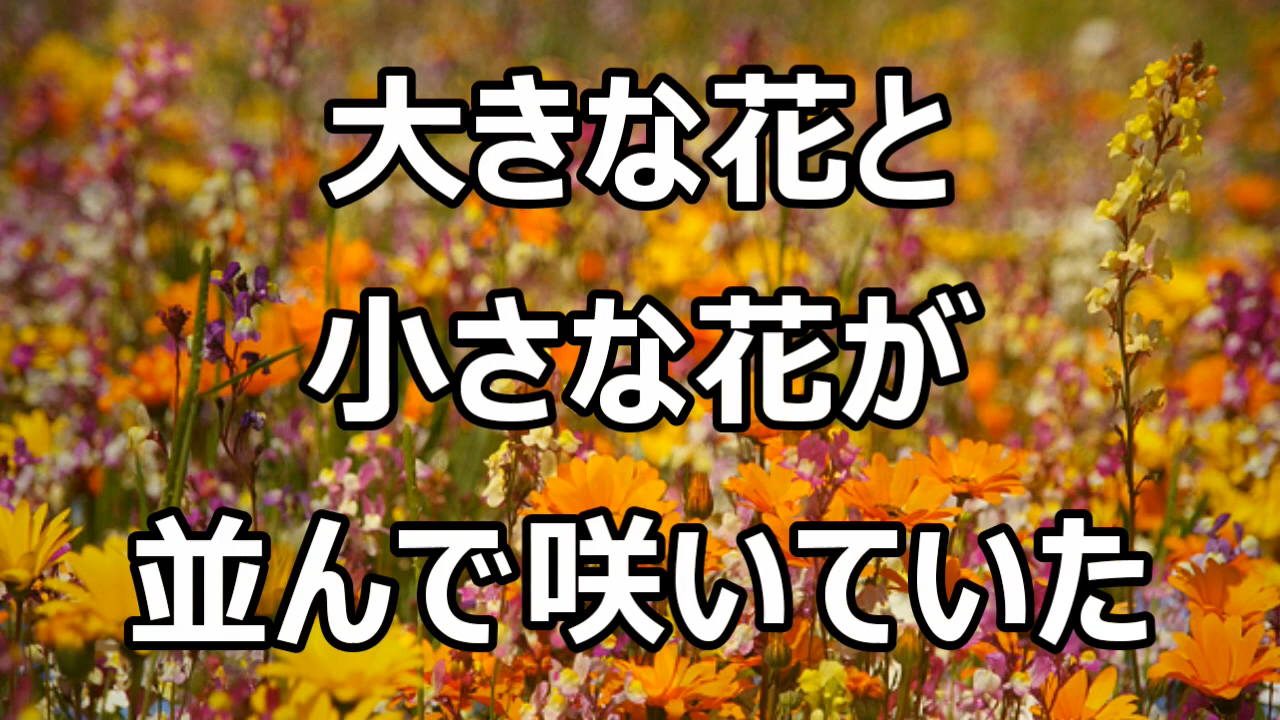 大きな花と
小さな花が
並んで咲いていた